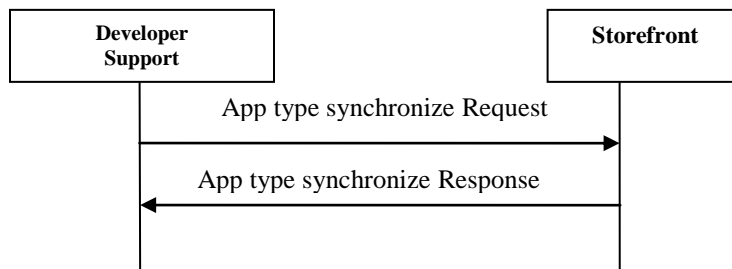 Developer
Support
Storefront
App type synchronize Request
App type synchronize Response